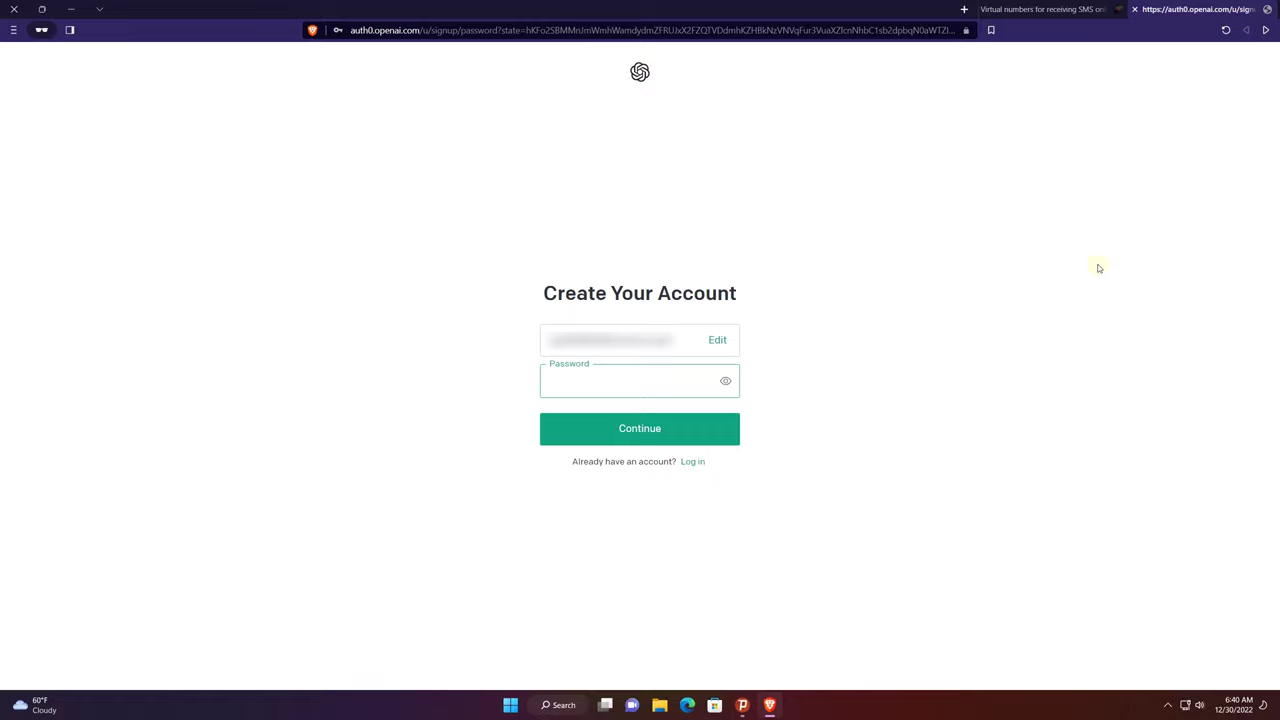 Virtual numbers for receiving SMS onl
https://auth0.openai.com/u/signu
auth0.openai.com/u/signup/password?state=hKFo2SBMMnJmWmhWamdydmZFRUJxX2FZQTVDdmhKZHBkNzVNVqFur3VuaXZlcnNhbC1sb2dpbqN0aWTZI...
Create Your Account
Edit
Password
Continue
Already have an account? Log in
60°F
Cloudy
Search
6:40 AM
12/30/2022